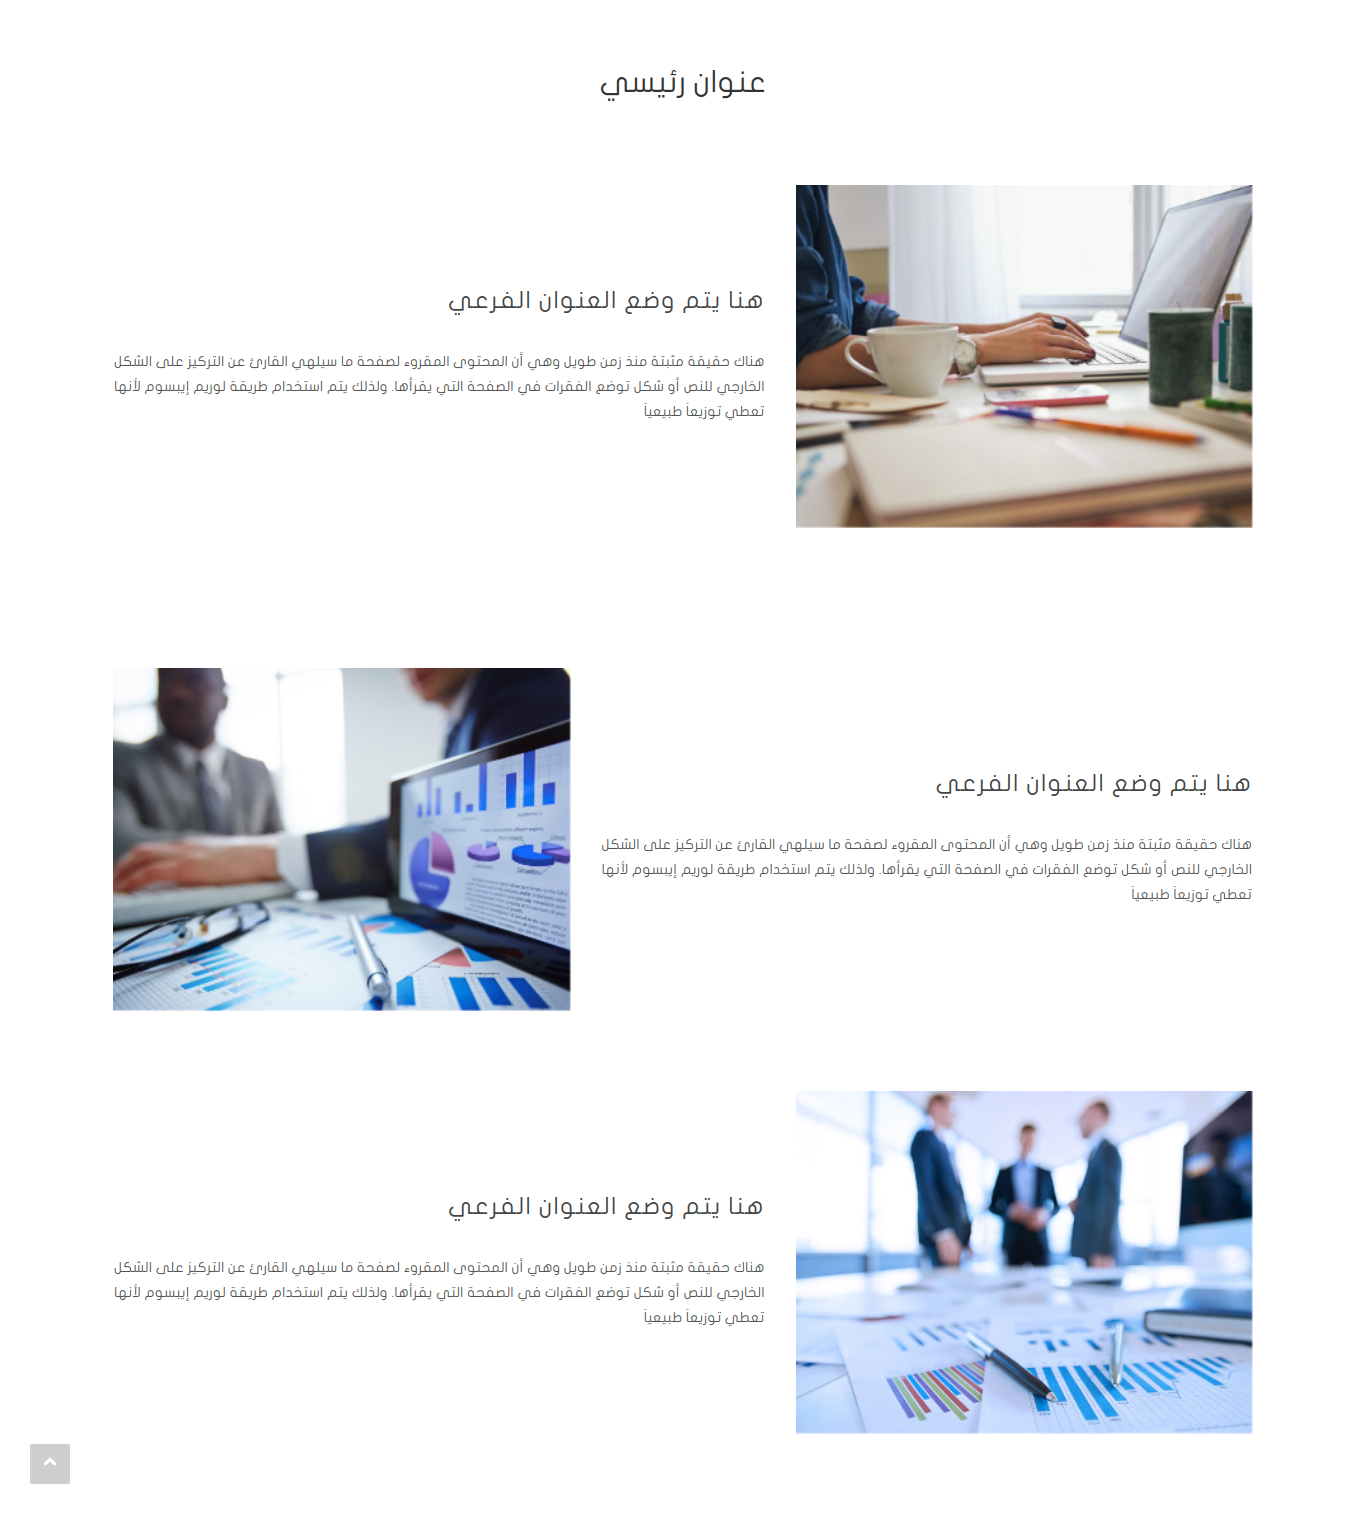 عنوان رئيسي
هنا يتم وضع العنوان الفرعي
هناك حقيقة مثبتة منذ زمن طويل وهي أن المحتوى المقروء لصفحة ما سيلهي القارئ عن التركيز على الشكل
الخارجي للنص أو شكل توضع الفقرات في الصفحة التي يقرأها. ولذلك يتم استخدام طريقة لوريم إيبسوم لأنها
تعطي توزيعاَ طبيعياَ
هنا يتم وضع العنوان الفرعي
هناك حقيقة مثبتة منذ زمن طويل وهي أن المحتوى المقروء لصفحة ما سيلهي القارئ عن التركيز على الشكل
الخارجي للنص أو شكل توضع الفقرات في الصفحة التي يقرأها. ولذلك يتم استخدام طريقة لوريم إيبسوم لأنها
تعطي توزيعاَ طبيعياَ
هنا يتم وضع العنوان الفرعي
هناك حقيقة مثبتة منذ زمن طويل وهي أن المحتوى المقروء لصفحة ما سيلهي القارئ عن التركيز على الشكل
الخارجي للنص أو شكل توضع الفقرات في الصفحة التي يقرأها. ولذلك يتم استخدام طريقة لوريم إيبسوم لأنها
تعطي توزيعاَ طبيعياَ